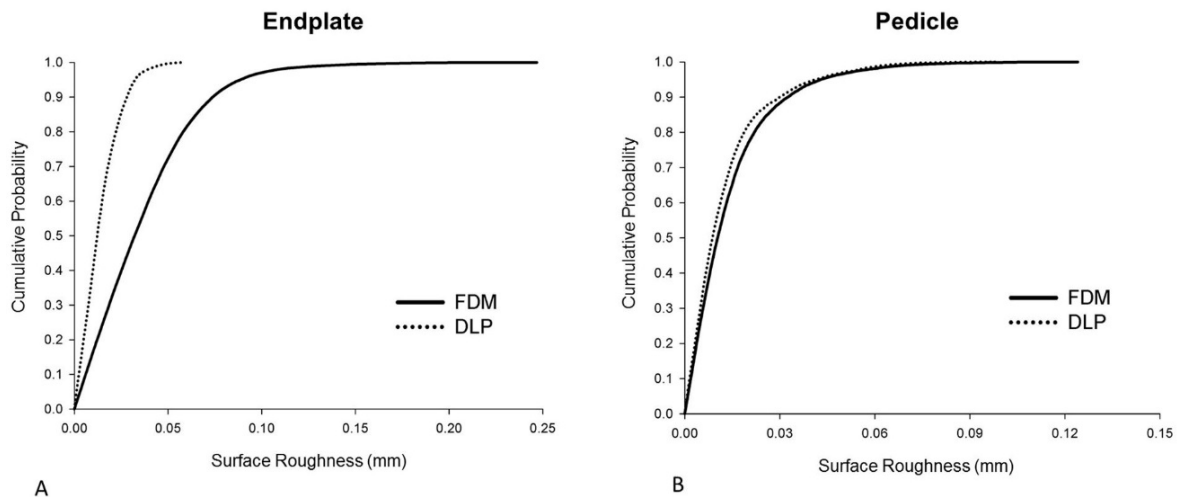 Endplate
1.0
0.9
0.8
0.7
0.6
0.5
0.4
0.3
0.2
0.1
0.0
Cumulative Probability
FDM
DLP
0.00 0.05 0.10 0.15 0.20 0.25
Surface Roughness (mm)
A
Pedicle
1.0
0.9
0.8
0.7
0.6
0.5
0.4
0.3
0.2
0.1
0.0
Cumulative Probability
FDM
DLP
0.00 0.03 0.06 0.09 0.12 0.15
Surface Roughness (mm)
B